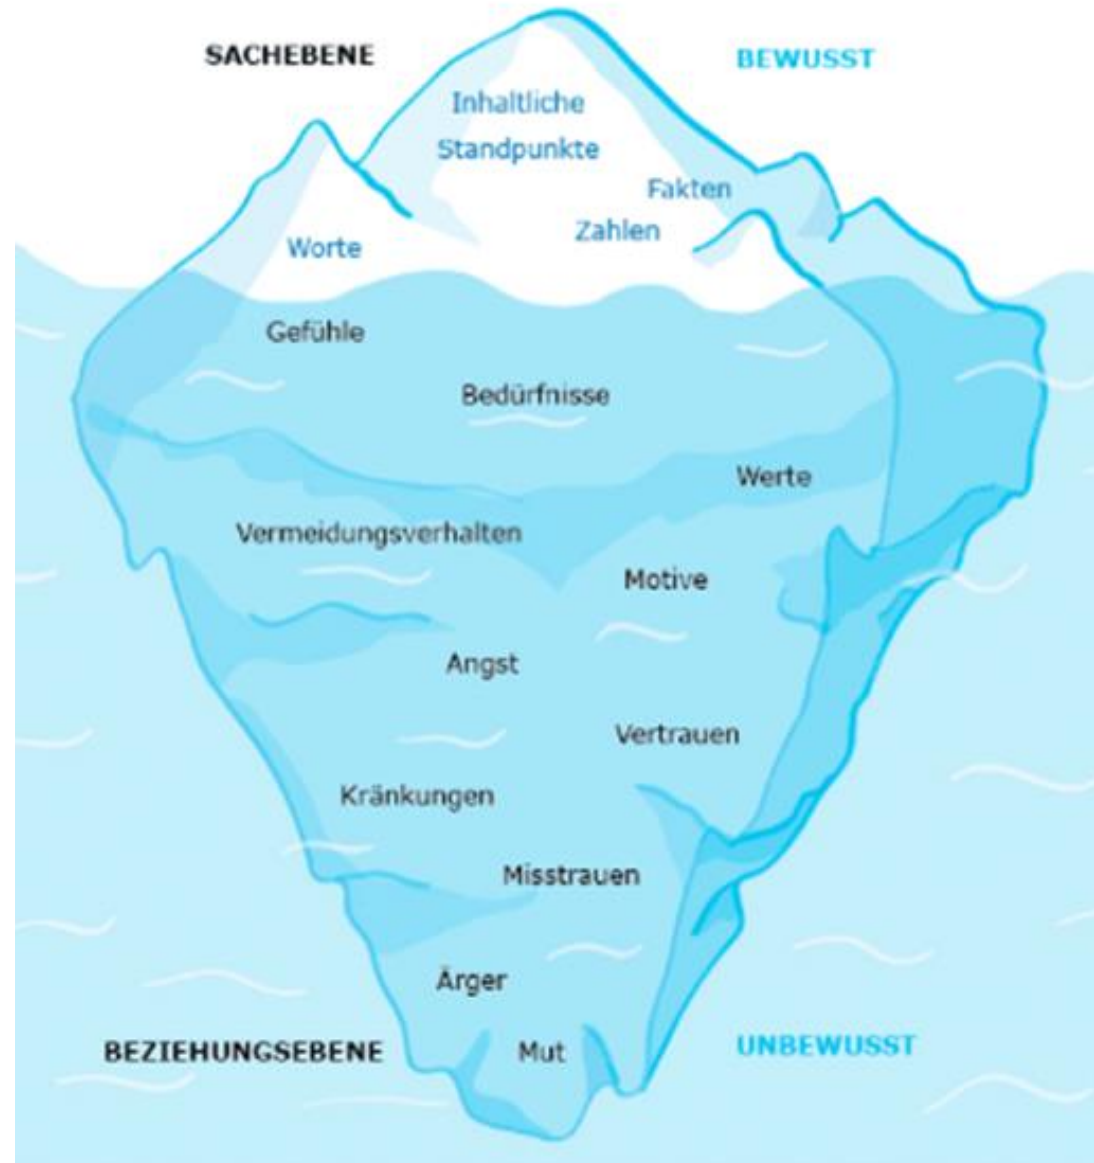 SACHEBENE
BEWUSST
Inhaltliche
Standpunkte
Fakten
Zahlen
Worte
Gefühle
Bedürfnisse
Werte
Vermeidungsverhalten
Motive
Angst
Vertrauen
Kränkungen
Misstrauen
Ärger
BEZIEHUNGSEBENE
Mut
UNBEWUSST